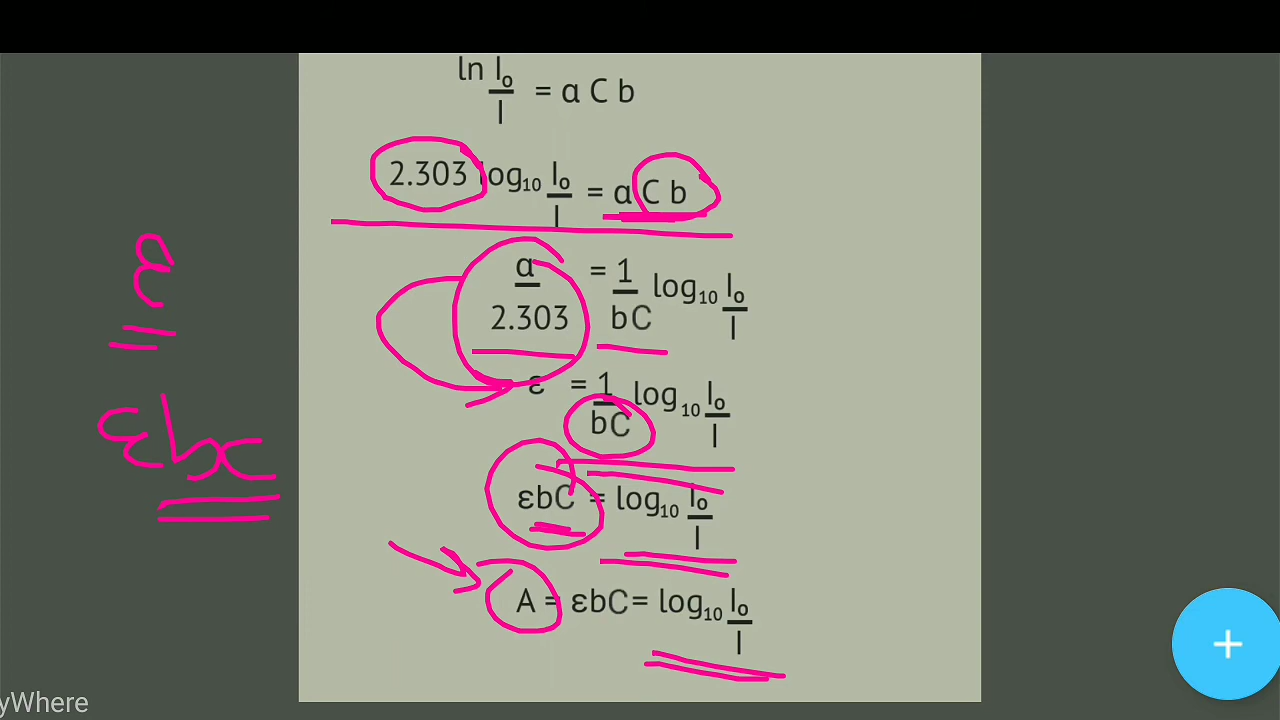 ln I₀/I = α C b
2.303 log₁₀ I₀/I = α C b
α/2.303 = 1/bC log₁₀ I₀/I
ε = 1/bC log₁₀ I₀/I
εbC = log₁₀ I₀/I
A = εbC = log₁₀ I₀/I
ε
εbc
yWhere